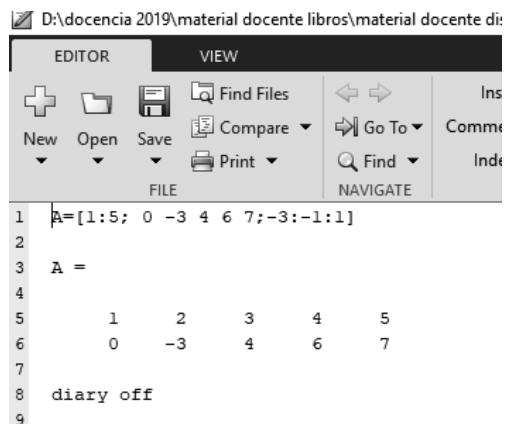 D:\docencia 2019\material docente libros\material docente dis
EDITOR VIEW
New Open Save
Find Files
Compare
Print
Go To
Find
Ins
Comme
Inde
FILE NAVIGATE
1 A=[1:5; 0 -3 4 6 7;-3:-1:1]
2
3 A =
4
5 1 2 3 4 5
6 0 -3 4 6 7
7
8 diary off
9